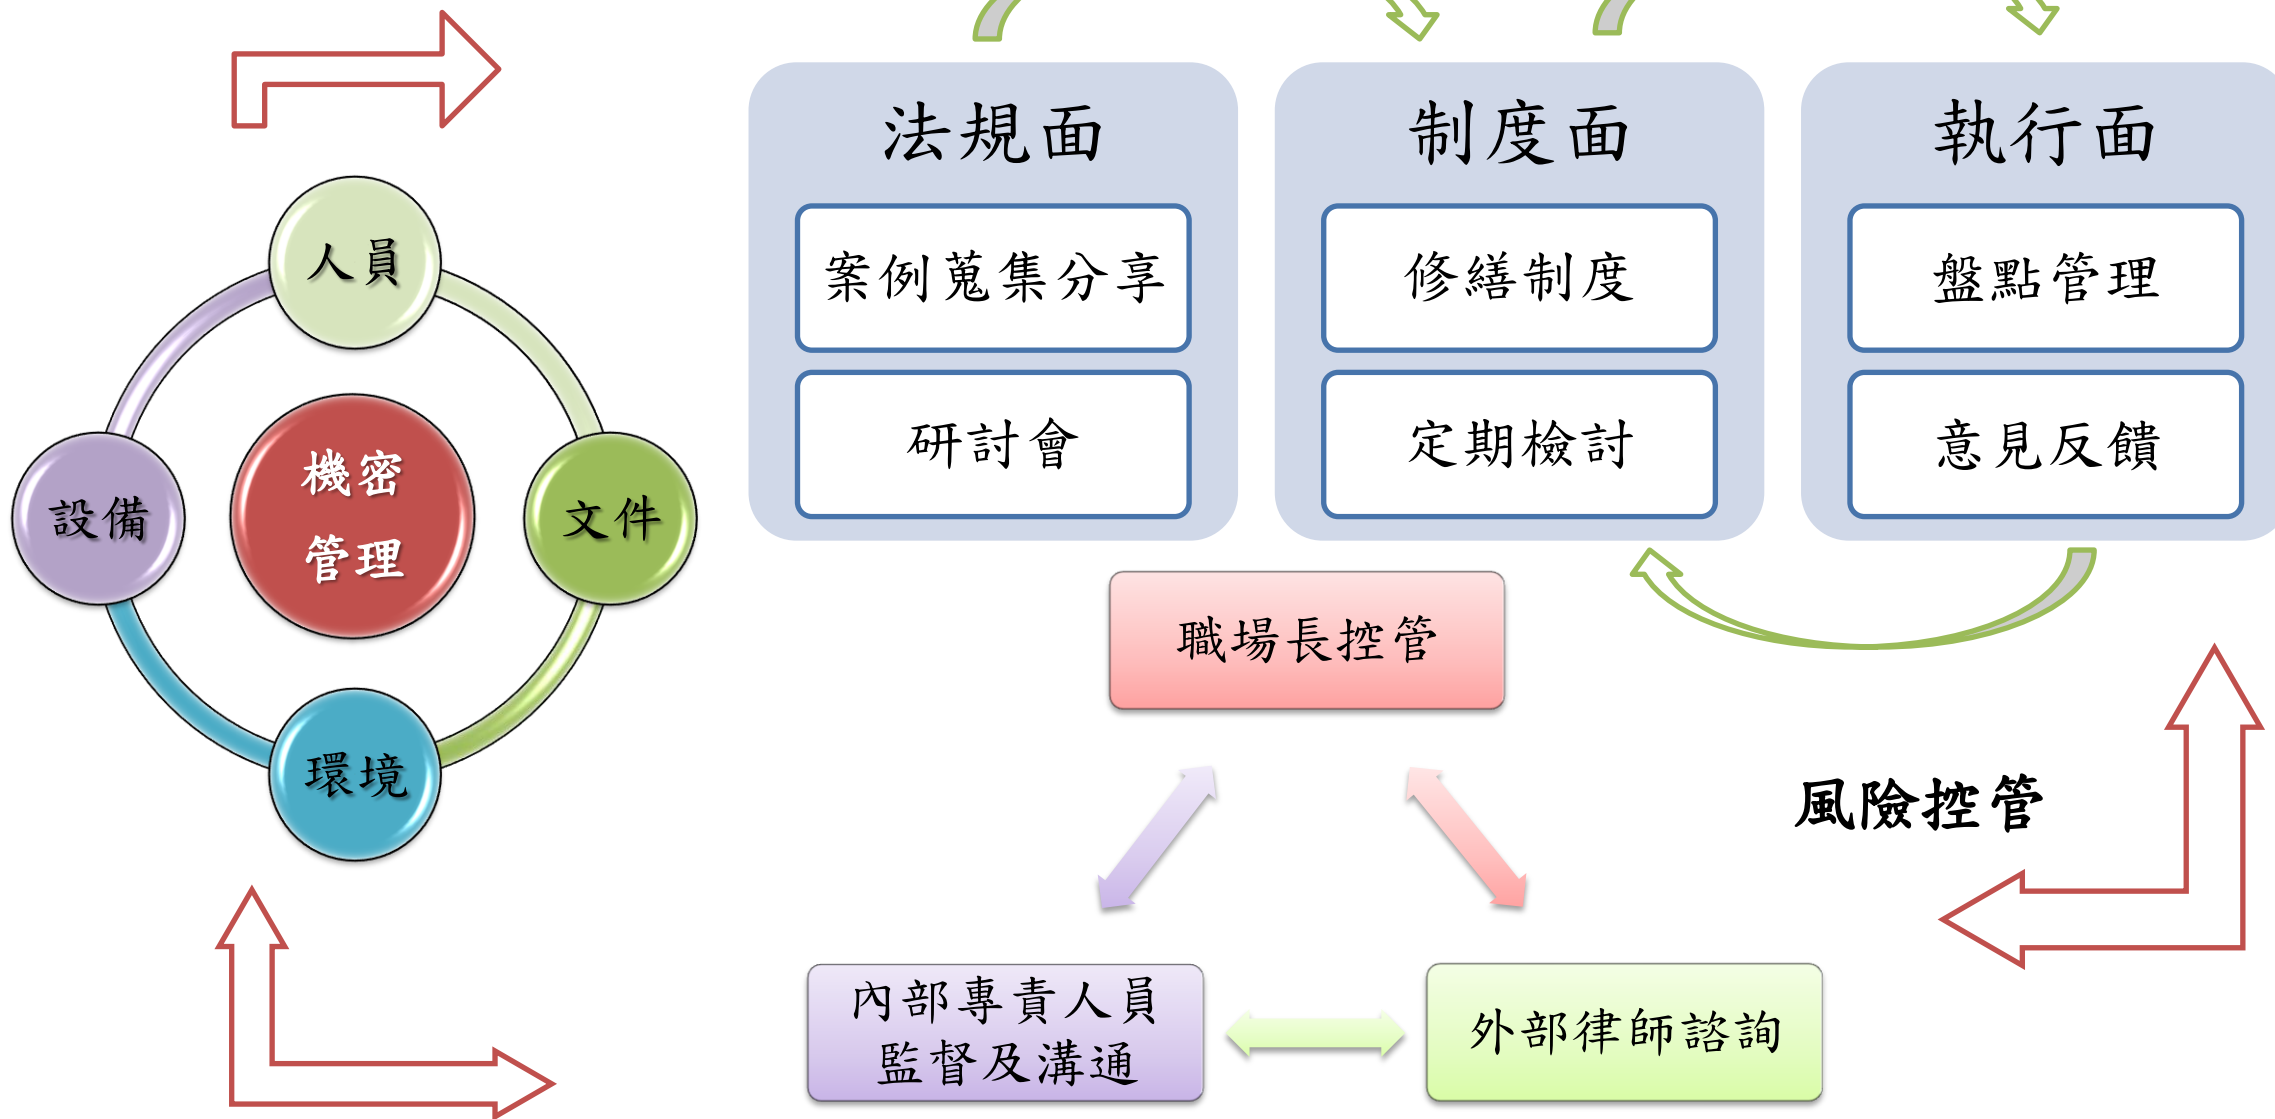 人員
設備
機密
管理
文件
環境
法規面
案例蒐集分享
研討會
制度面
修繕制度
定期檢討
執行面
盤點管理
意見反饋
職場長控管
風險控管
內部專責人員
監督及溝通
外部律師諮詢